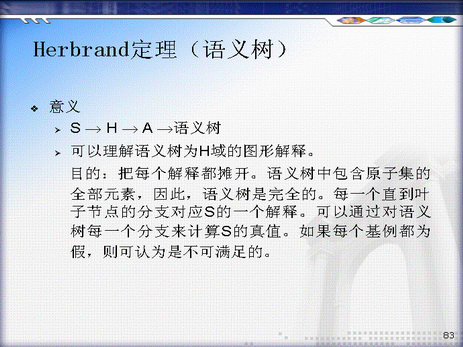 Herbrand定理（语义树）
意义
S → H → A →语义树
可以理解语义树为H域的图形解释。
目的：把每个解释都摊开。语义树中包含原子集的
全部元素，因此，语义树是完全的。每一个直到叶
子节点的分支对应S的一个解释。可以通过对语义
树每一个分支来计算S的真值。如果每个基例都为
假，则可认为是不可满足的。
83